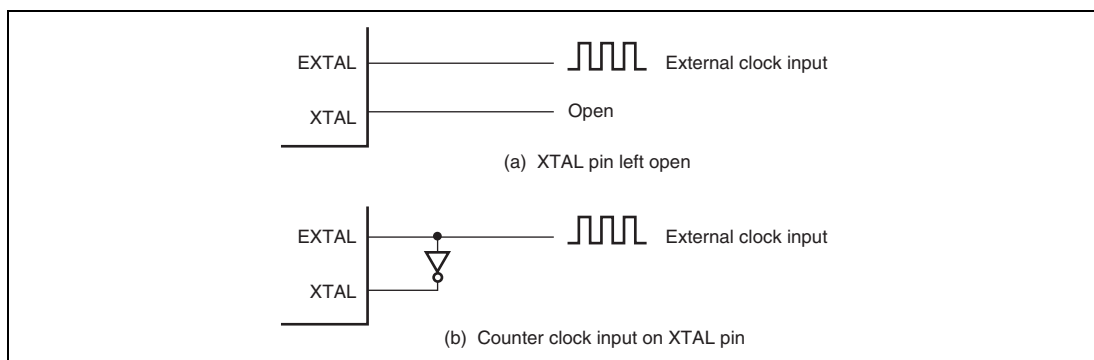 EXTAL External clock input
XTAL Open
(a) XTAL pin left open
EXTAL External clock input
XTAL
(b) Counter clock input on XTAL pin